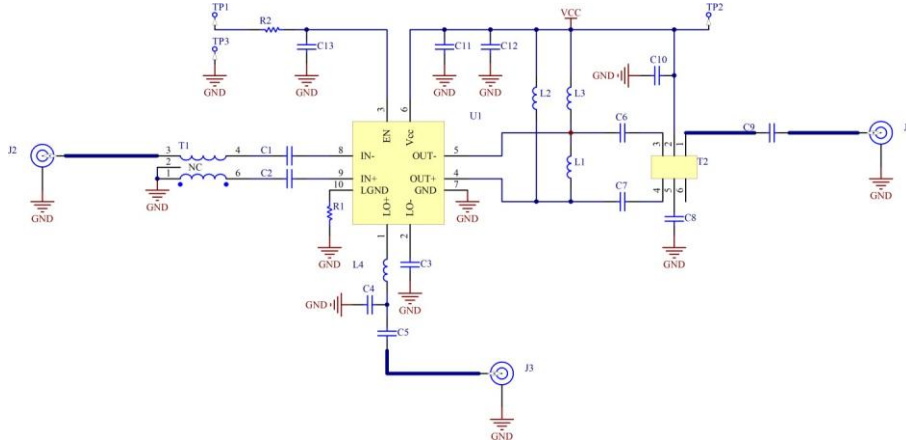 TP1
TP3
GND
R2
C13
GND
VCC
TP2
C11
C12
GND
GND
L2
L3
C10
GND
U1
3
EN
6
Vcc
J2
GND
T1
3
2
1
NC
4
6
GND
C1
C2
8
IN-
9
IN+
10
LGND
OUT-
5
OUT+
4
GND
7
GND
R1
GND
LO+
1
LO-
2
L4
C3
GND
C4
GND
C5
J3
GND
L1
C6
C7
3
2
1
T2
4
5
6
C8
GND
C9
J
GND